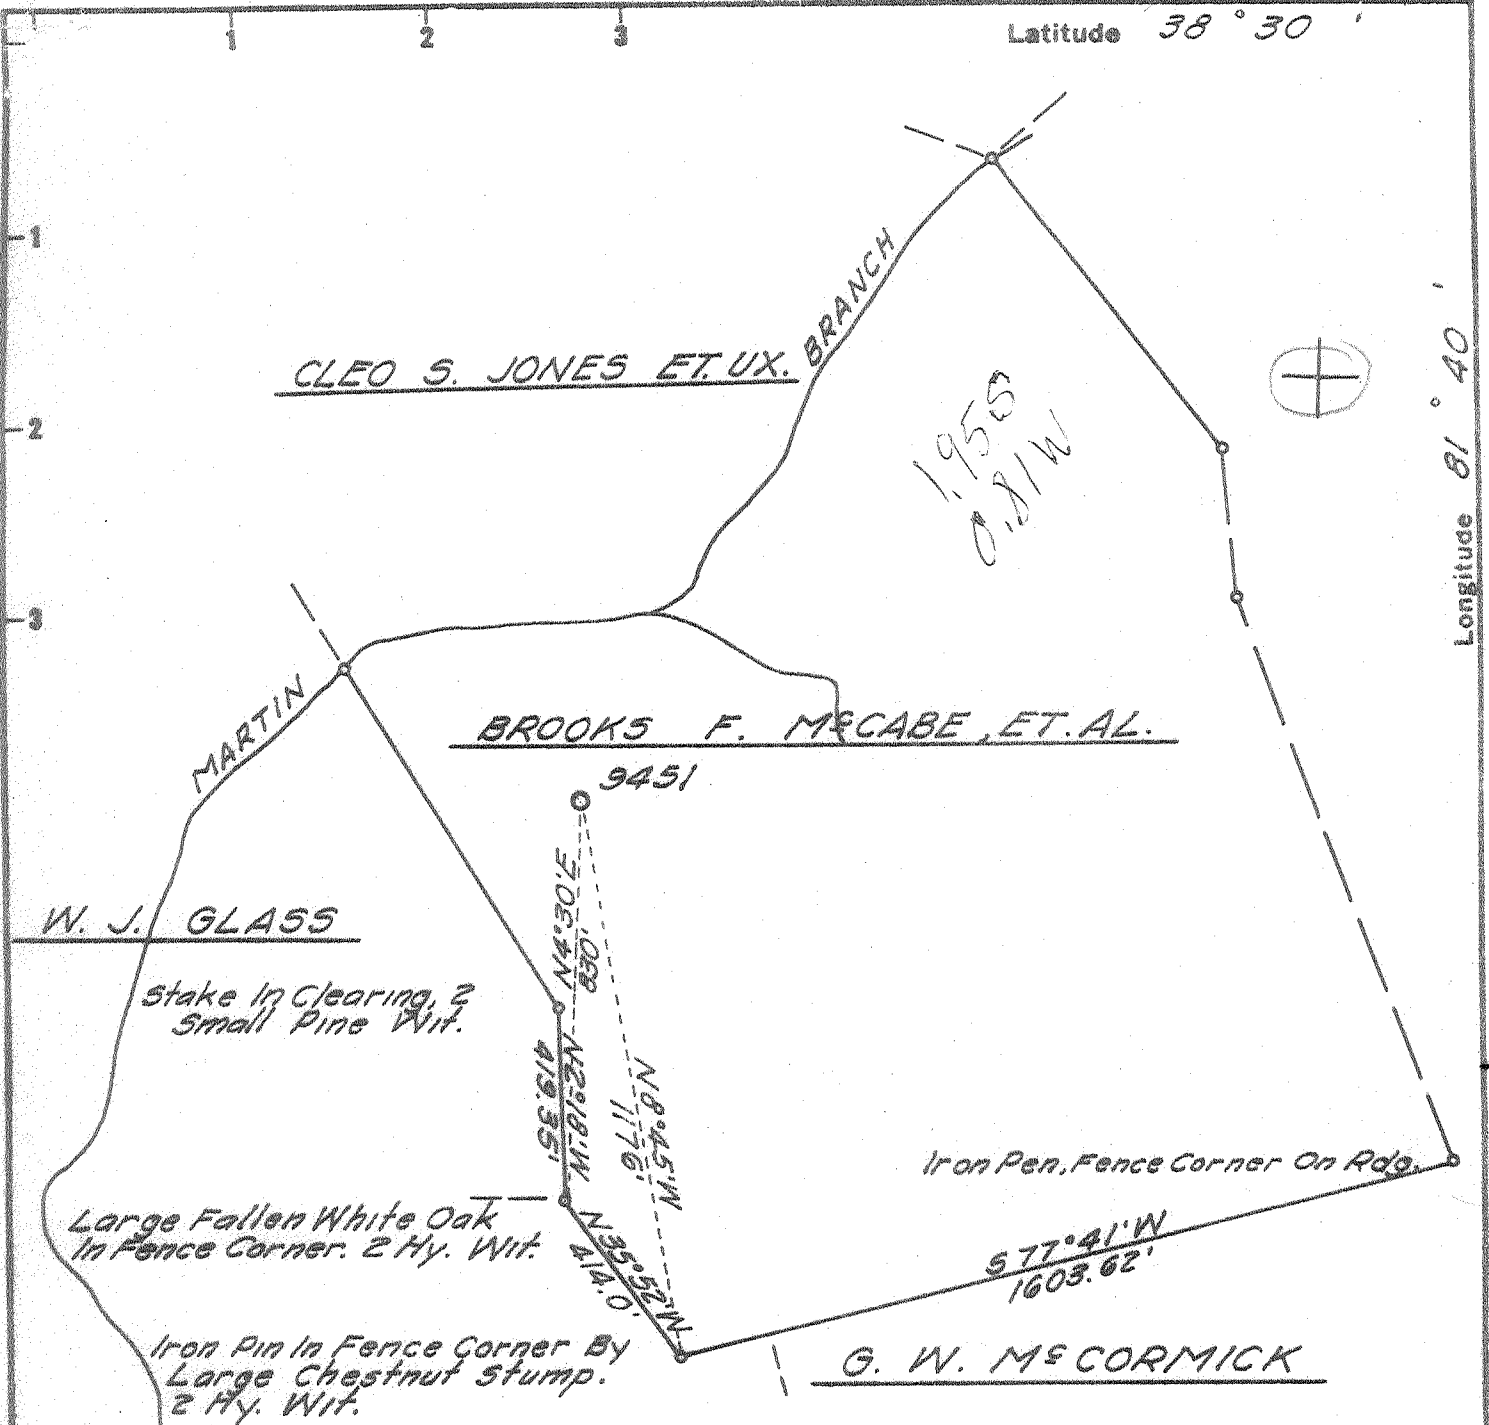 1 2 3 Latitude 38° 30'
1
2
3
Longitude 81° 40'
BRANCH
CLEO S. JONES ET. UX.
1.95 S
0.81 W
MARTIN
BROOKS F. McCABE, ET. AL.
9451
W. J. GLASS
N4°30'E
830'
Stake In Clearing, 2
Small Pine Wit.
N2°18'W
419.35'
N8°45'W
1176'
Iron Pen, Fence Corner On Rdg.
Large Fallen White Oak
In Fence Corner. 2 Hy. Wit.
N35°52'W
414.0'
S77°41'W
1603.62'
Iron Pin In Fence Corner By
Large Chestnut Stump.
2 Hy. Wit.
G. W. McCORMICK